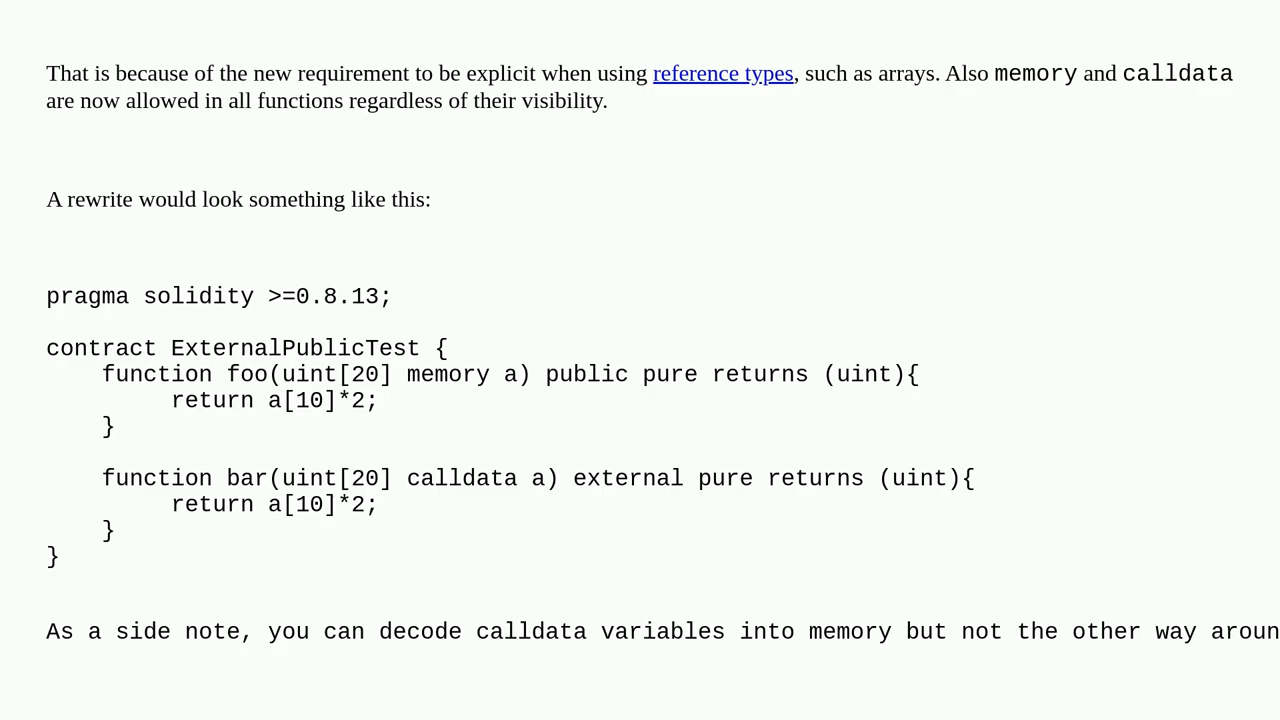 That is because of the new requirement to be explicit when using reference types, such as arrays. Also memory and calldata
are now allowed in all functions regardless of their visibility.
A rewrite would look something like this:
pragma solidity >=0.8.13;
contract ExternalPublicTest {
    function foo(uint[20] memory a) public pure returns (uint){
         return a[10]*2;
    }
    function bar(uint[20] calldata a) external pure returns (uint){
         return a[10]*2;
    }
}
As a side note, you can decode calldata variables into memory but not the other way aroun